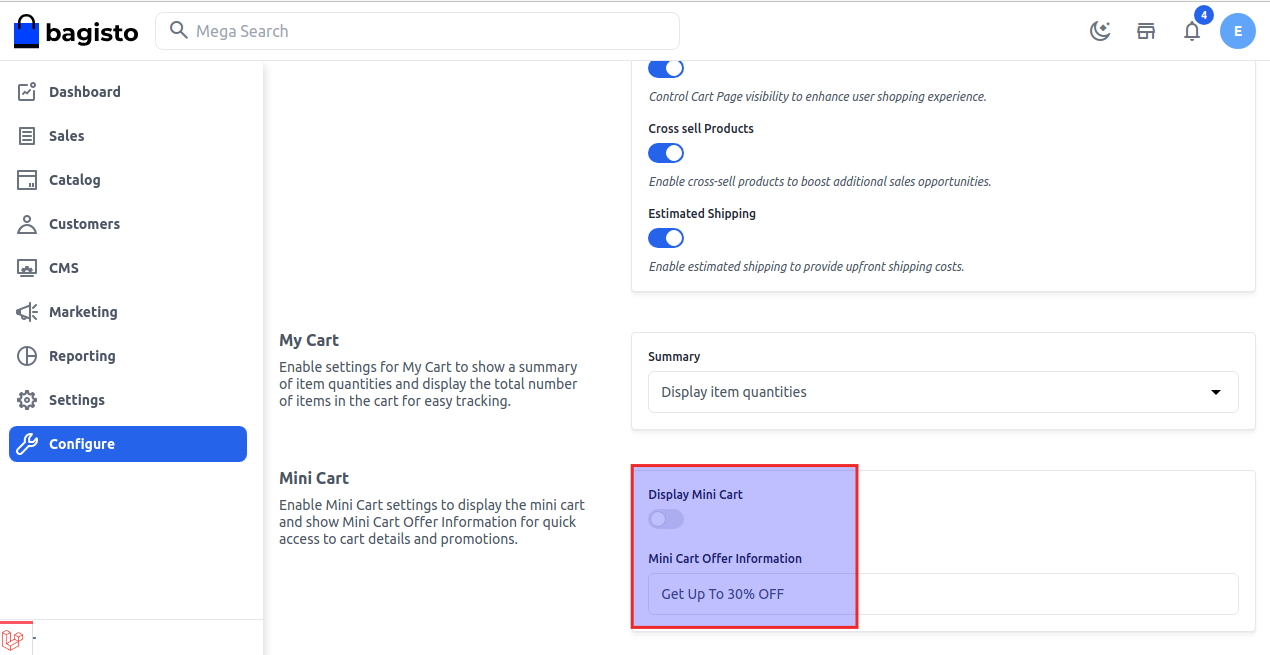 bagisto
Mega Search
4
E
Dashboard
Sales
Catalog
Customers
CMS
Marketing
Reporting
Settings
Configure
Control Cart Page visibility to enhance user shopping experience.
Cross sell Products
Enable cross-sell products to boost additional sales opportunities.
Estimated Shipping
Enable estimated shipping to provide upfront shipping costs.
My Cart
Enable settings for My Cart to show a summary
of item quantities and display the total number
of items in the cart for easy tracking.
Summary
Display item quantities
Mini Cart
Enable Mini Cart settings to display the mini cart
and show Mini Cart Offer Information for quick
access to cart details and promotions.
Display Mini Cart
Mini Cart Offer Information
Get Up To 30% OFF